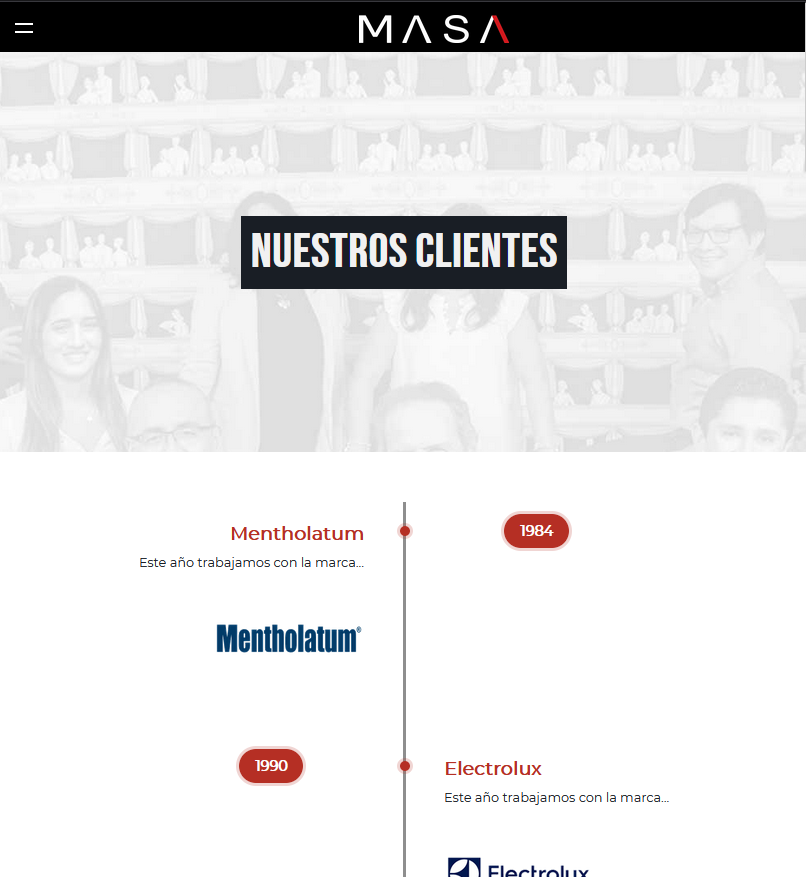 MASA
NUESTROS CLIENTES
Mentholatum
1984
Este año trabajamos con la marca...
Mentholatum®
1990
Electrolux
Este año trabajamos con la marca...
Electrolux